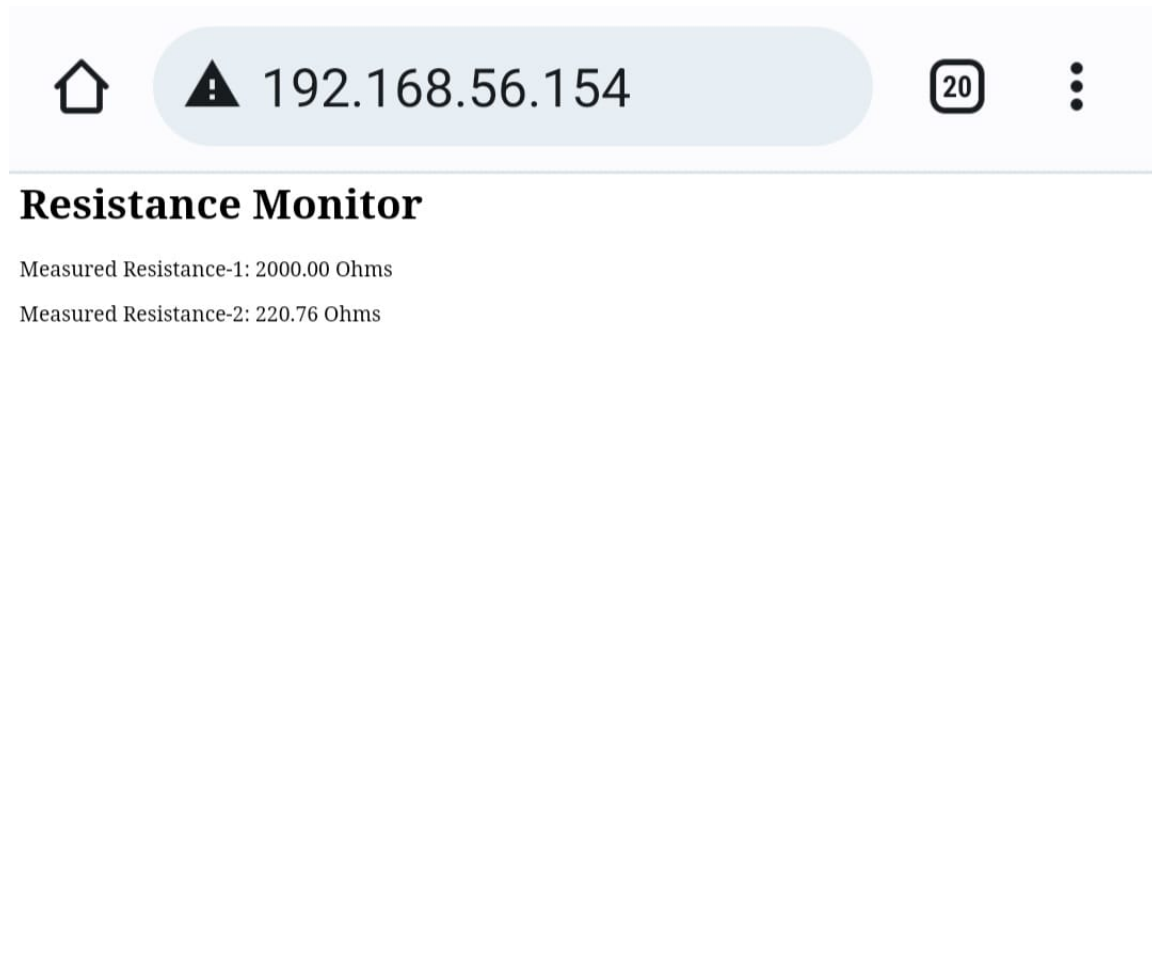 192.168.56.154
20
Resistance Monitor
Measured Resistance-1: 2000.00 Ohms
Measured Resistance-2: 220.76 Ohms